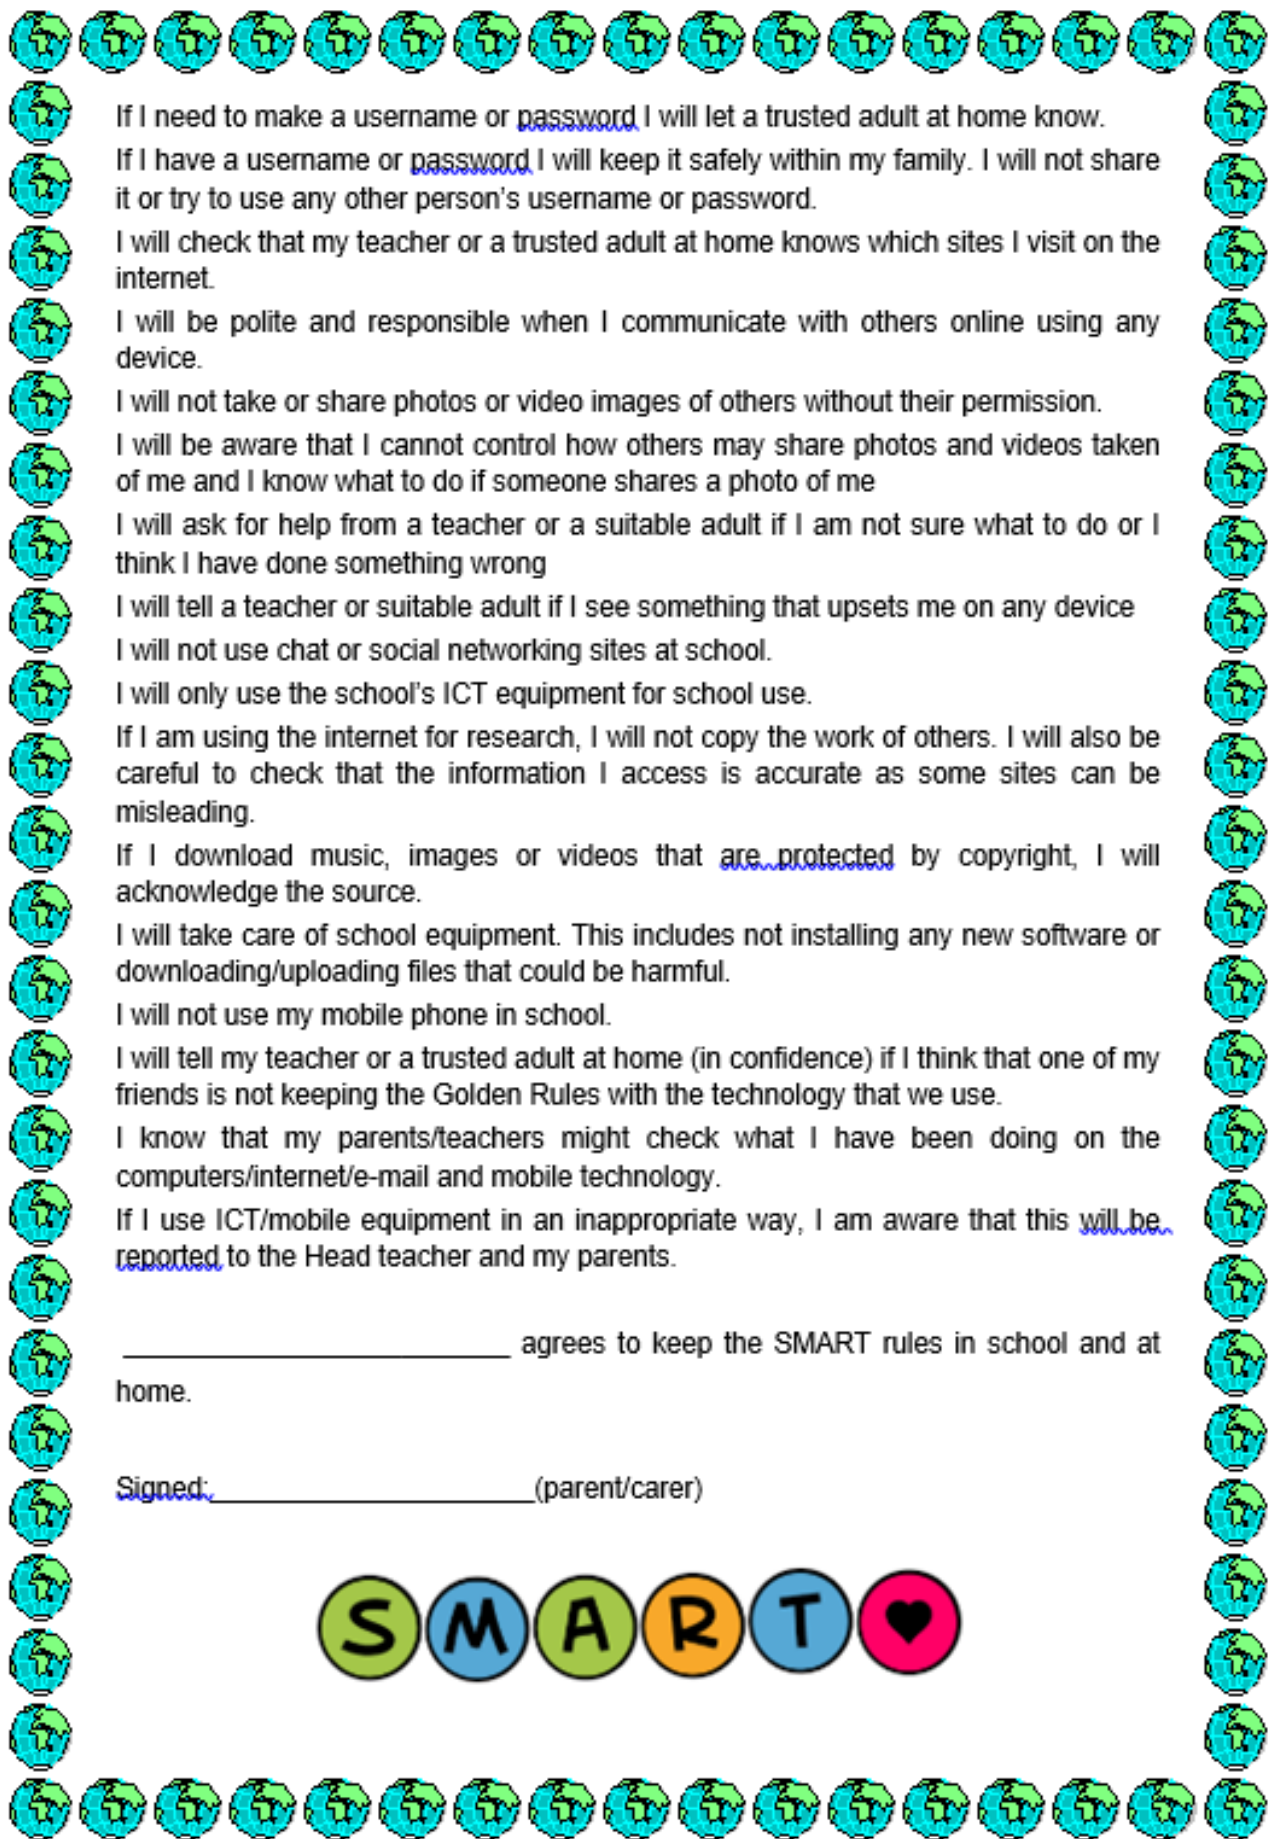 If I need to make a username or password I will let a trusted adult at home know.
If I have a username or password I will keep it safely within my family. I will not share
it or try to use any other person's username or password.
I will check that my teacher or a trusted adult at home knows which sites I visit on the
internet.
I will be polite and responsible when I communicate with others online using any
device.
I will not take or share photos or video images of others without their permission.
I will be aware that I cannot control how others may share photos and videos taken
of me and I know what to do if someone shares a photo of me
I will ask for help from a teacher or a suitable adult if I am not sure what to do or I
think I have done something wrong
I will tell a teacher or suitable adult if I see something that upsets me on any device
I will not use chat or social networking sites at school.
I will only use the school's ICT equipment for school use.
If I am using the internet for research, I will not copy the work of others. I will also be
careful to check that the information I access is accurate as some sites can be
misleading.
If I download music, images or videos that are protected by copyright, I will
acknowledge the source.
I will take care of school equipment. This includes not installing any new software or
downloading/uploading files that could be harmful.
I will not use my mobile phone in school.
I will tell my teacher or a trusted adult at home (in confidence) if I think that one of my
friends is not keeping the Golden Rules with the technology that we use.
I know that my parents/teachers might check what I have been doing on the
computers/internet/e-mail and mobile technology.
If I use ICT/mobile equipment in an inappropriate way, I am aware that this will be
reported to the Head teacher and my parents.
__________________________ agrees to keep the SMART rules in school and at
home.
Signed:______________________(parent/carer)
SMART